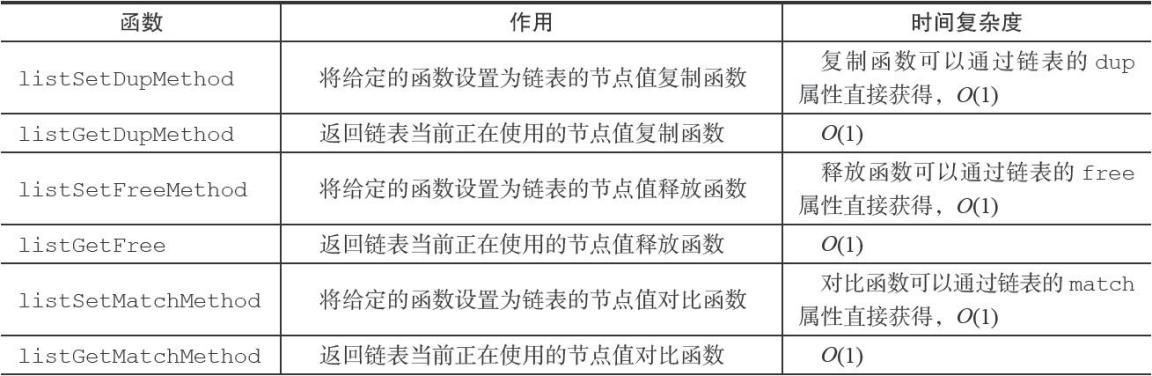 函数 作用 时间复杂度
listSetDupMethod 将给定的函数设置为链表的节点值复制函数 复制函数可以通过链表的 dup
属性直接获得，O(1)
listGetDupMethod 返回链表当前正在使用的节点值复制函数 O(1)
listSetFreeMethod 将给定的函数设置为链表的节点值释放函数 释放函数可以通过链表的 free
属性直接获得，O(1)
listGetFree 返回链表当前正在使用的节点值释放函数 O(1)
listSetMatchMethod 将给定的函数设置为链表的节点值对比函数 对比函数可以通过链表的 match
属性直接获得，O(1)
listGetMatchMethod 返回链表当前正在使用的节点值对比函数 O(1)